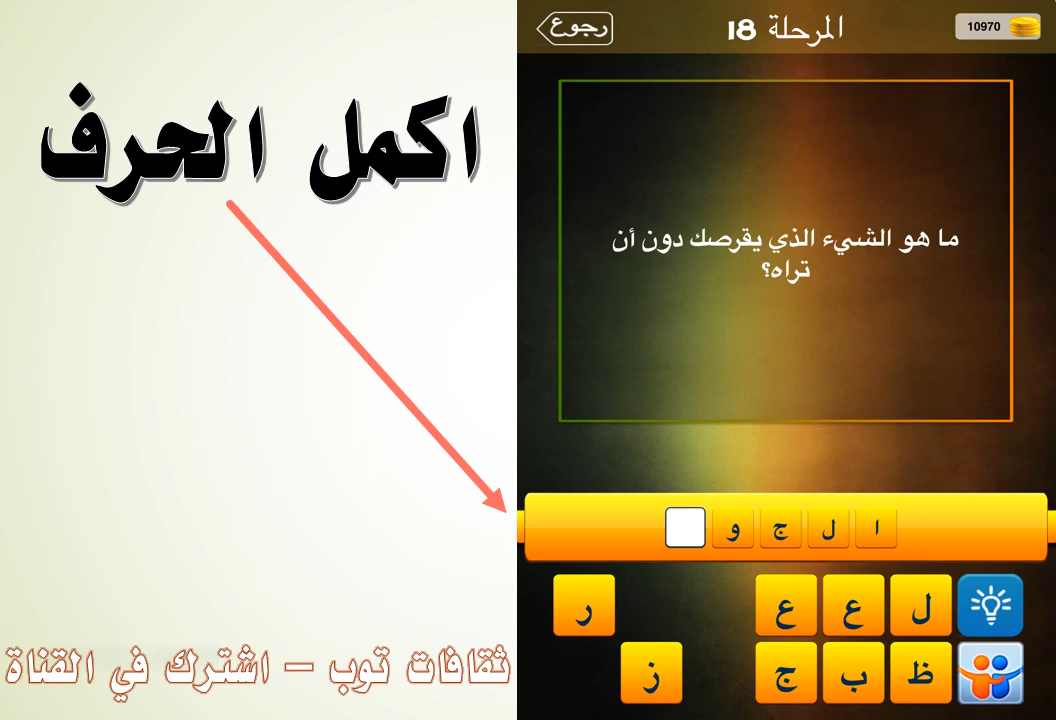 اكمل الحرف
ثقافات توب – اشترك في القناة
رجوع
المرحلة 18
10970
ما هو الشيء الذي يقرصك دون أن
تراه؟
ا ل ج و
ل ع ع ر
ظ ب ج ز